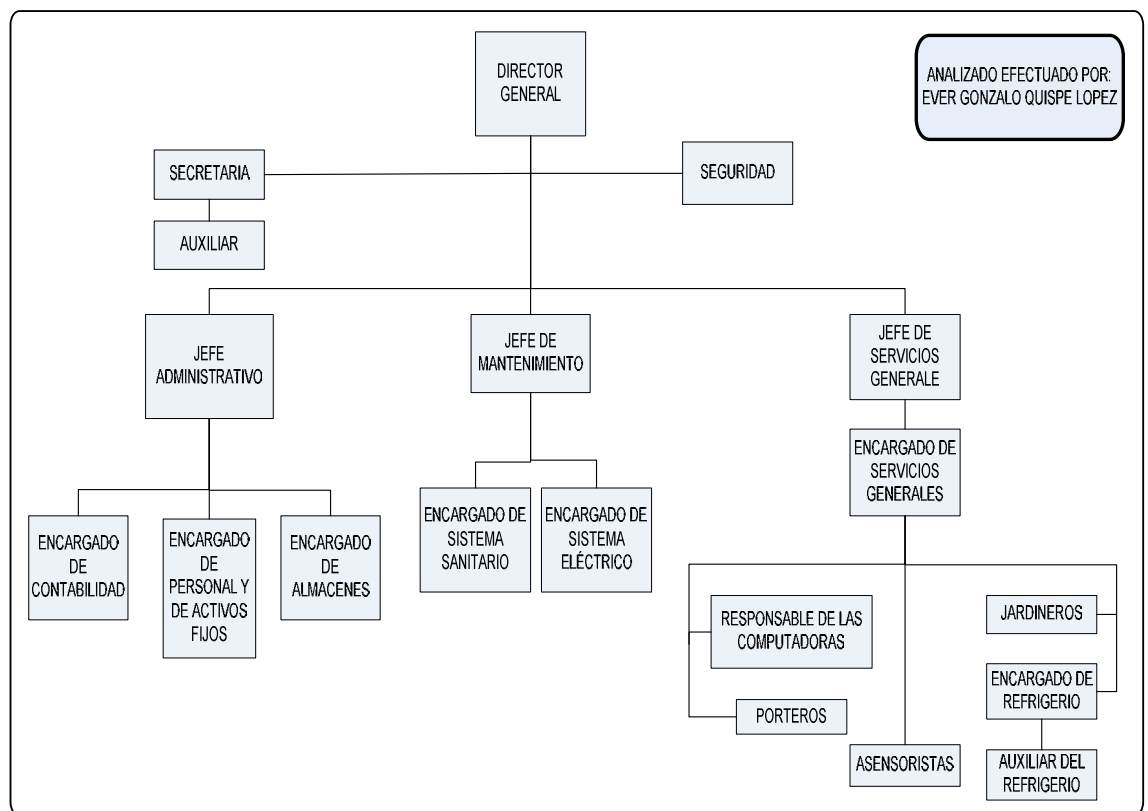 DIRECTOR
GENERAL
ANALIZADO EFECTUADO POR:
EVER GONZALO QUISPE LOPEZ
SECRETARIA
SEGURIDAD
AUXILIAR
JEFE
ADMINISTRATIVO
JEFE DE
MANTENIMIENTO
JEFE DE
SERVICIOS
GENERALE
ENCARGADO DE
SERVICIOS
GENERALES
ENCARGADO
DE
CONTABILIDAD
ENCARGADO
DE
PERSONAL Y
DE ACTIVOS
FIJOS
ENCARGADO
DE
ALMACENES
ENCARGADO DE
SISTEMA
SANITARIO
ENCARGADO DE
SISTEMA
ELÉCTRICO
RESPONSABLE DE LAS
COMPUTADORAS
PORTEROS
ASENSORISTAS
JARDINEROS
ENCARGADO DE
REFRIGERIO
AUXILIAR DEL
REFRIGERIO